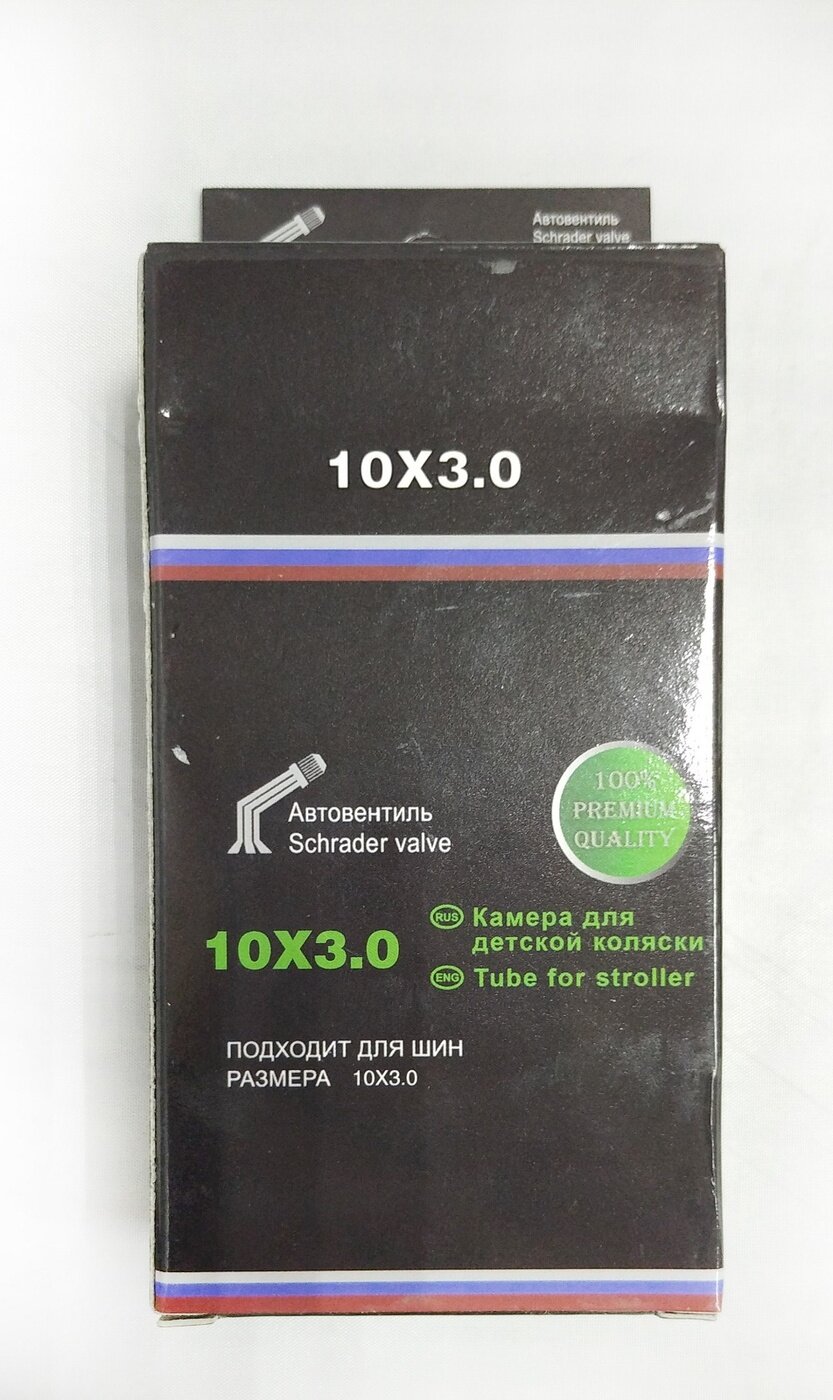 Автовентиль
Schrader valve
10X3.0
Автовентиль
Schrader valve
100%
PREMIUM
QUALITY
10X3.0
RUS Камера для
детской коляски
ENG Tube for stroller
ПОДХОДИТ ДЛЯ ШИН
РАЗМЕРА 10X3.0